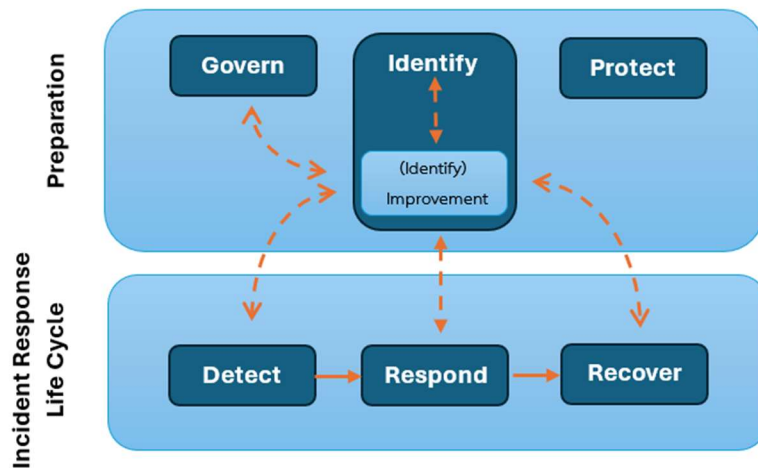 Preparation
Govern
Identify
Protect
(Identify)
Improvement
Incident Response
Life Cycle
Detect
Respond
Recover